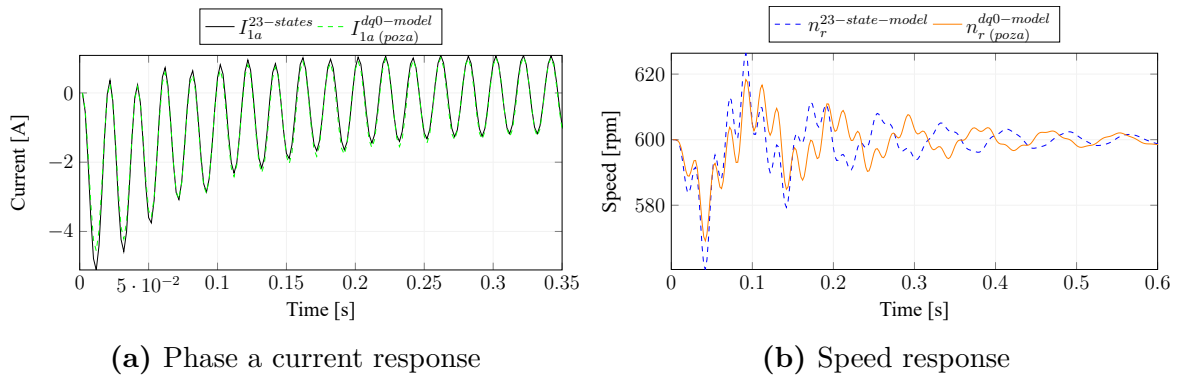 I_{1a}^{23-states} I_{1a (poza)}^{dq0-model}
0
−2
−4
Current [A]
0 5 · 10^{−2} 0.1 0.15 0.2 0.25 0.3 0.35
Time [s]
(a) Phase a current response
n_r^{23-state-model} n_{r (poza)}^{dq0-model}
620
600
580
Speed [rpm]
0 0.1 0.2 0.3 0.4 0.5 0.6
Time [s]
(b) Speed response